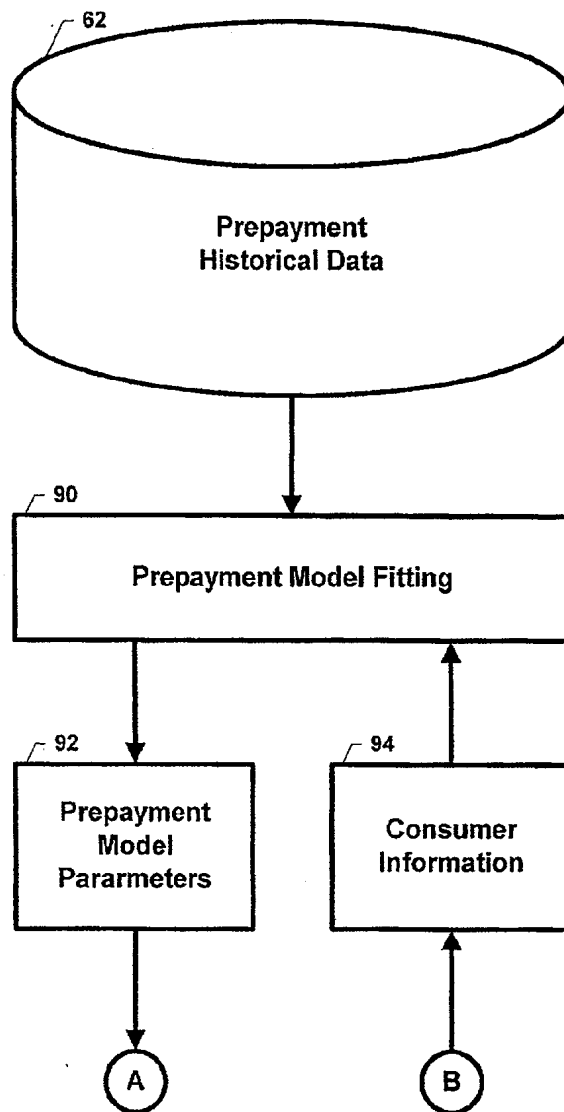 62
Prepayment
Historical Data
90
Prepayment Model Fitting
92
Prepayment
Model
Pararmeters
94
Consumer
Information
A
B